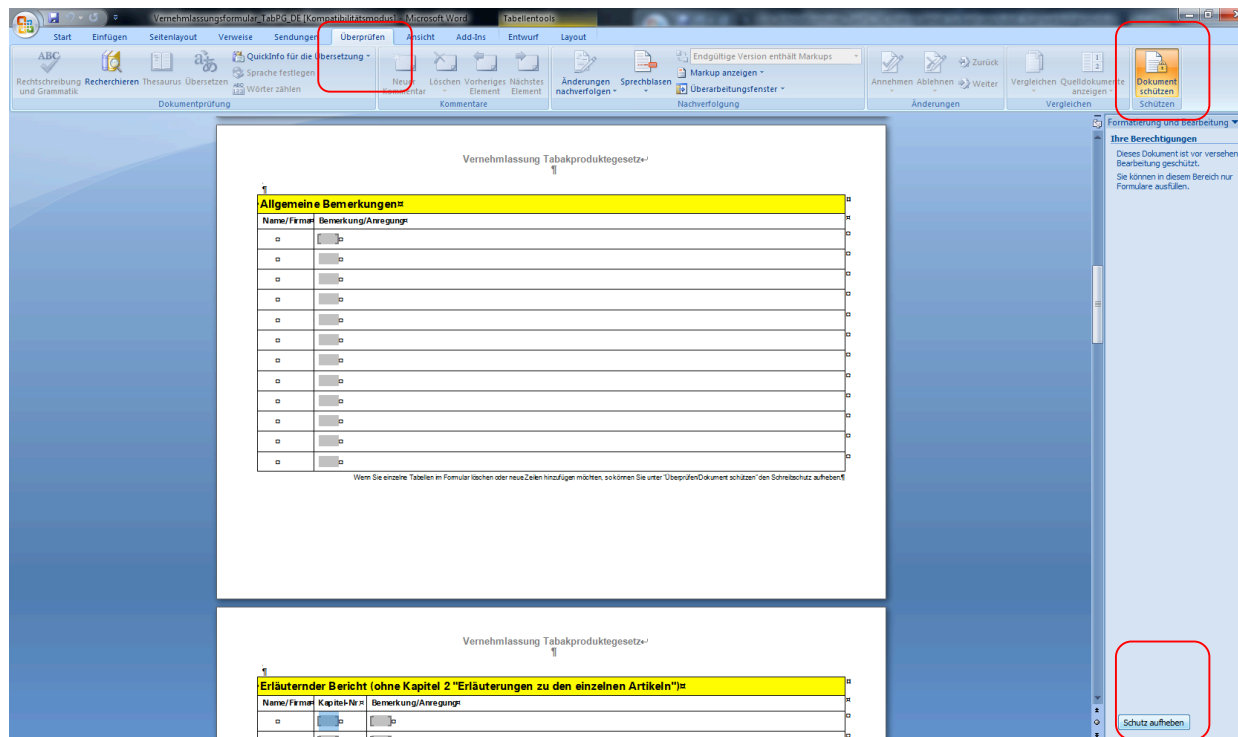 Vernehmlassungsformular_TabPG_DE [Kompatibilitätsmodus] - Microsoft Word
Tabellentools
Start Einfügen Seitenlayout Verweise Sendungen Überprüfen Ansicht Add-Ins Entwurf Layout
ABC
Rechtschreibung und Grammatik
Recherchieren
Thesaurus
Übersetzen
QuickInfo für die Übersetzung
Sprache festlegen
Wörter zählen
Dokumentprüfung
Neuer Kommentar
Löschen
Vorheriges Element
Nächstes Element
Kommentare
Änderungen nachverfolgen
Sprechblasen
Endgültige Version enthält Markups
Markup anzeigen
Überarbeitungsfenster
Nachverfolgung
Annehmen
Ablehnen
Zurück
Weiter
Änderungen
Vergleichen
Quelldokumente anzeigen
Vergleichen
Dokument schützen
Schützen
Formatierung und Bearbeitung
Ihre Berechtigungen
Dieses Dokument ist vor versehen
Bearbeitung geschützt.
Sie können in diesem Bereich nur
Formulare ausfüllen.
Vernehmlassung Tabakproduktegesetz↵
¶
¶
Allgemeine Bemerkungen¤
Name/Firma¤ Bemerkung/Anregung¤
Wenn Sie einzelne Tabellen im Formular löschen oder neue Zeilen hinzufügen möchten, so können Sie unter "Überprüfen/Dokument schützen" den Schreibschutz aufheben.¶
Vernehmlassung Tabakproduktegesetz↵
¶
¶
Erläuternder Bericht (ohne Kapitel 2 "Erläuterungen zu den einzelnen Artikeln")¤
Name/Firma¤ Kapitel-Nr.¤ Bemerkung/Anregung¤
Schutz aufheben